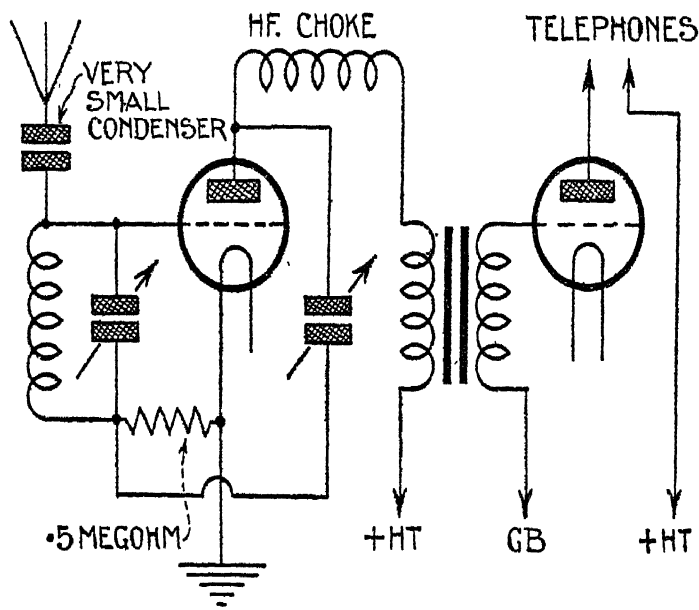 HF. CHOKE
TELEPHONES
VERY
SMALL
CONDENSER
.5 MEGOHM
+HT
GB
+HT